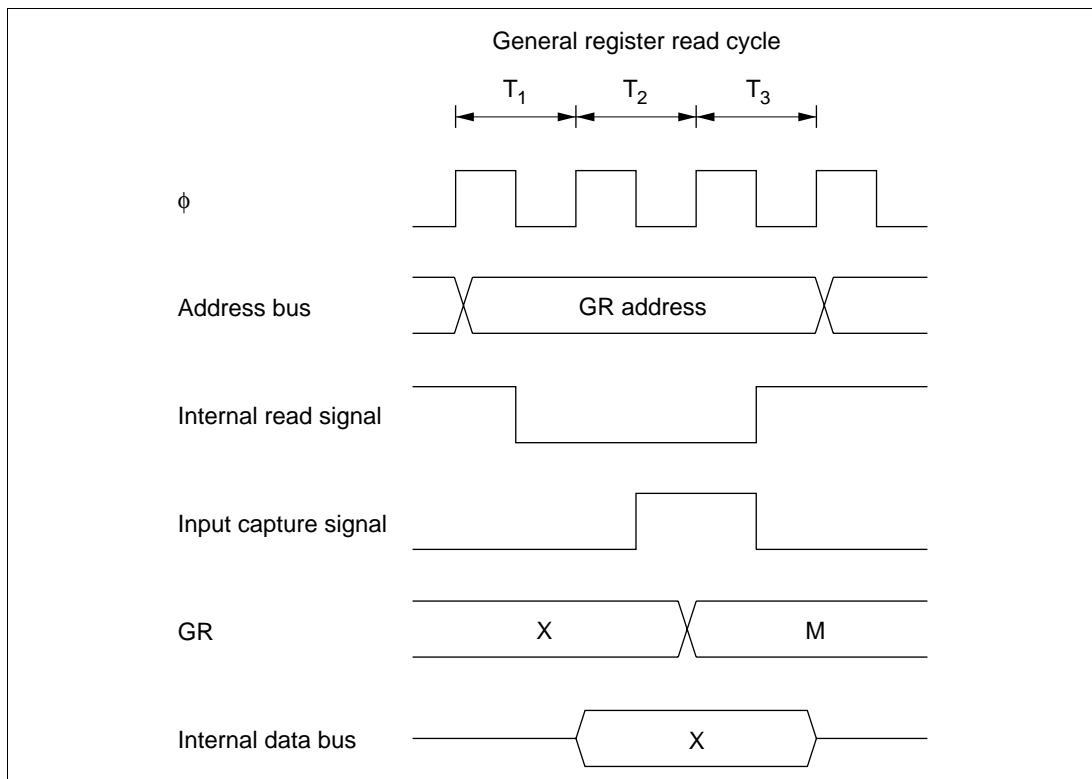 General register read cycle
T1 T2 T3
ϕ
Address bus GR address
Internal read signal
Input capture signal
GR X M
Internal data bus X